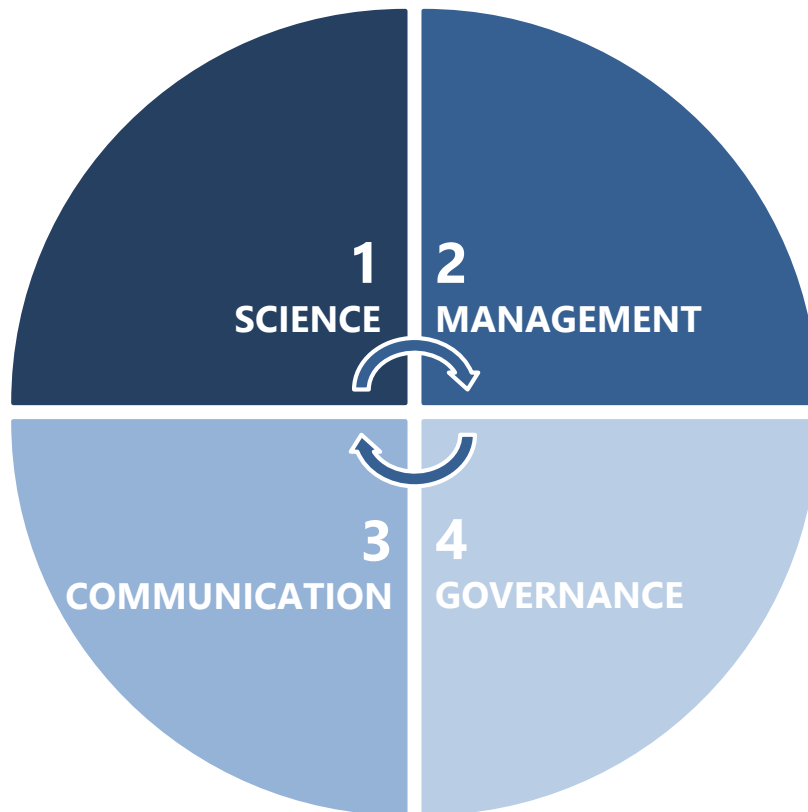 1
SCIENCE
2
MANAGEMENT
3
COMMUNICATION
4
GOVERNANCE